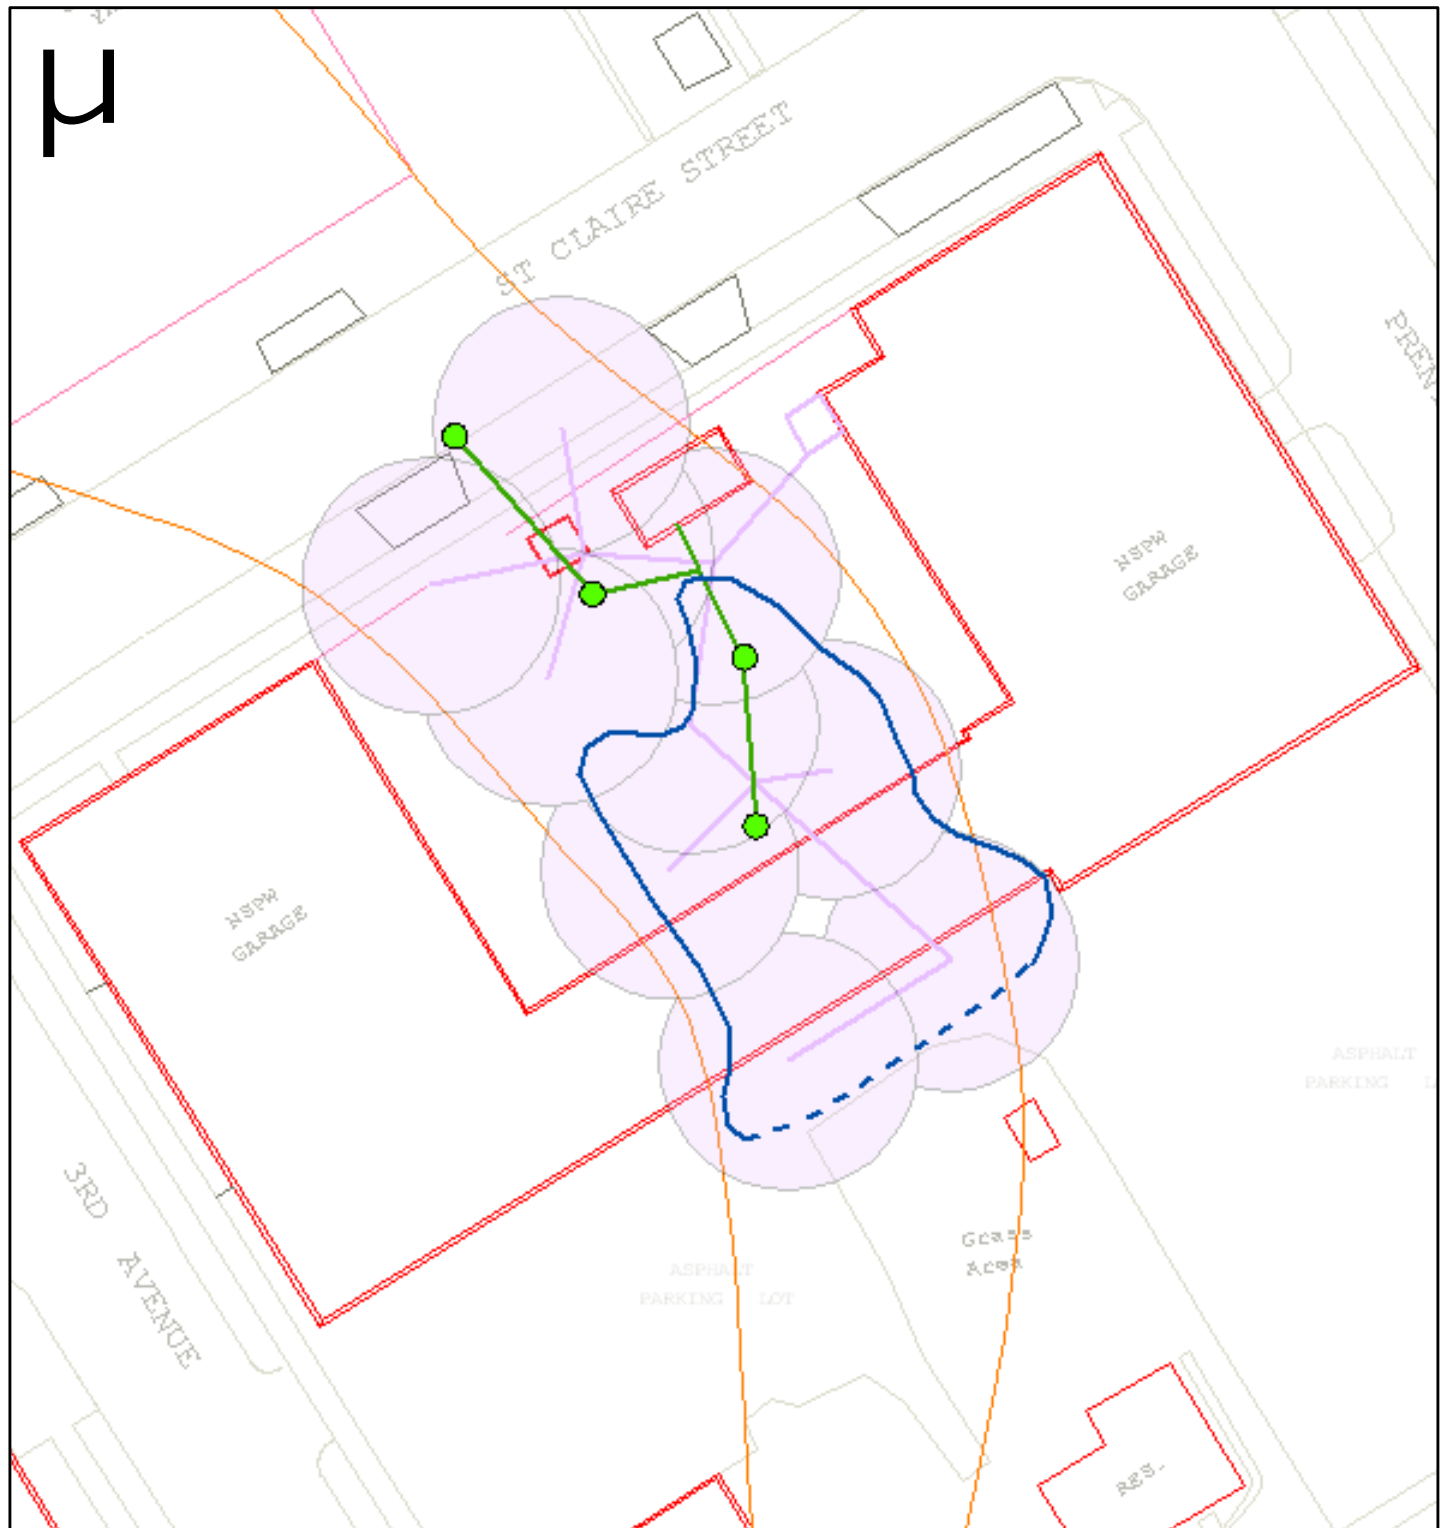 µ
ST CLAIRE STREET
NSPW
GARAGE
NSPW
GARAGE
3RD AVENUE
ASPHALT
PARKING
ASPHALT
PARKING LOT
Grass
Area
RES.